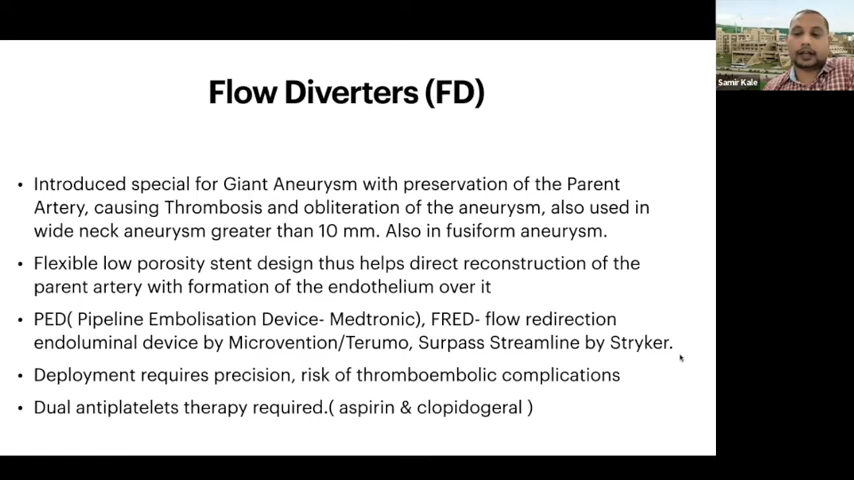 Flow Diverters (FD)
Samir Kale
• Introduced special for Giant Aneurysm with preservation of the Parent
Artery, causing Thrombosis and obliteration of the aneurysm, also used in
wide neck aneurysm greater than 10 mm. Also in fusiform aneurysm.
• Flexible low porosity stent design thus helps direct reconstruction of the
parent artery with formation of the endothelium over it
• PED( Pipeline Embolisation Device- Medtronic), FRED- flow redirection
endoluminal device by Microvention/Terumo, Surpass Streamline by Stryker.
• Deployment requires precision, risk of thromboembolic complications
• Dual antiplatelets therapy required.( aspirin & clopidogeral )